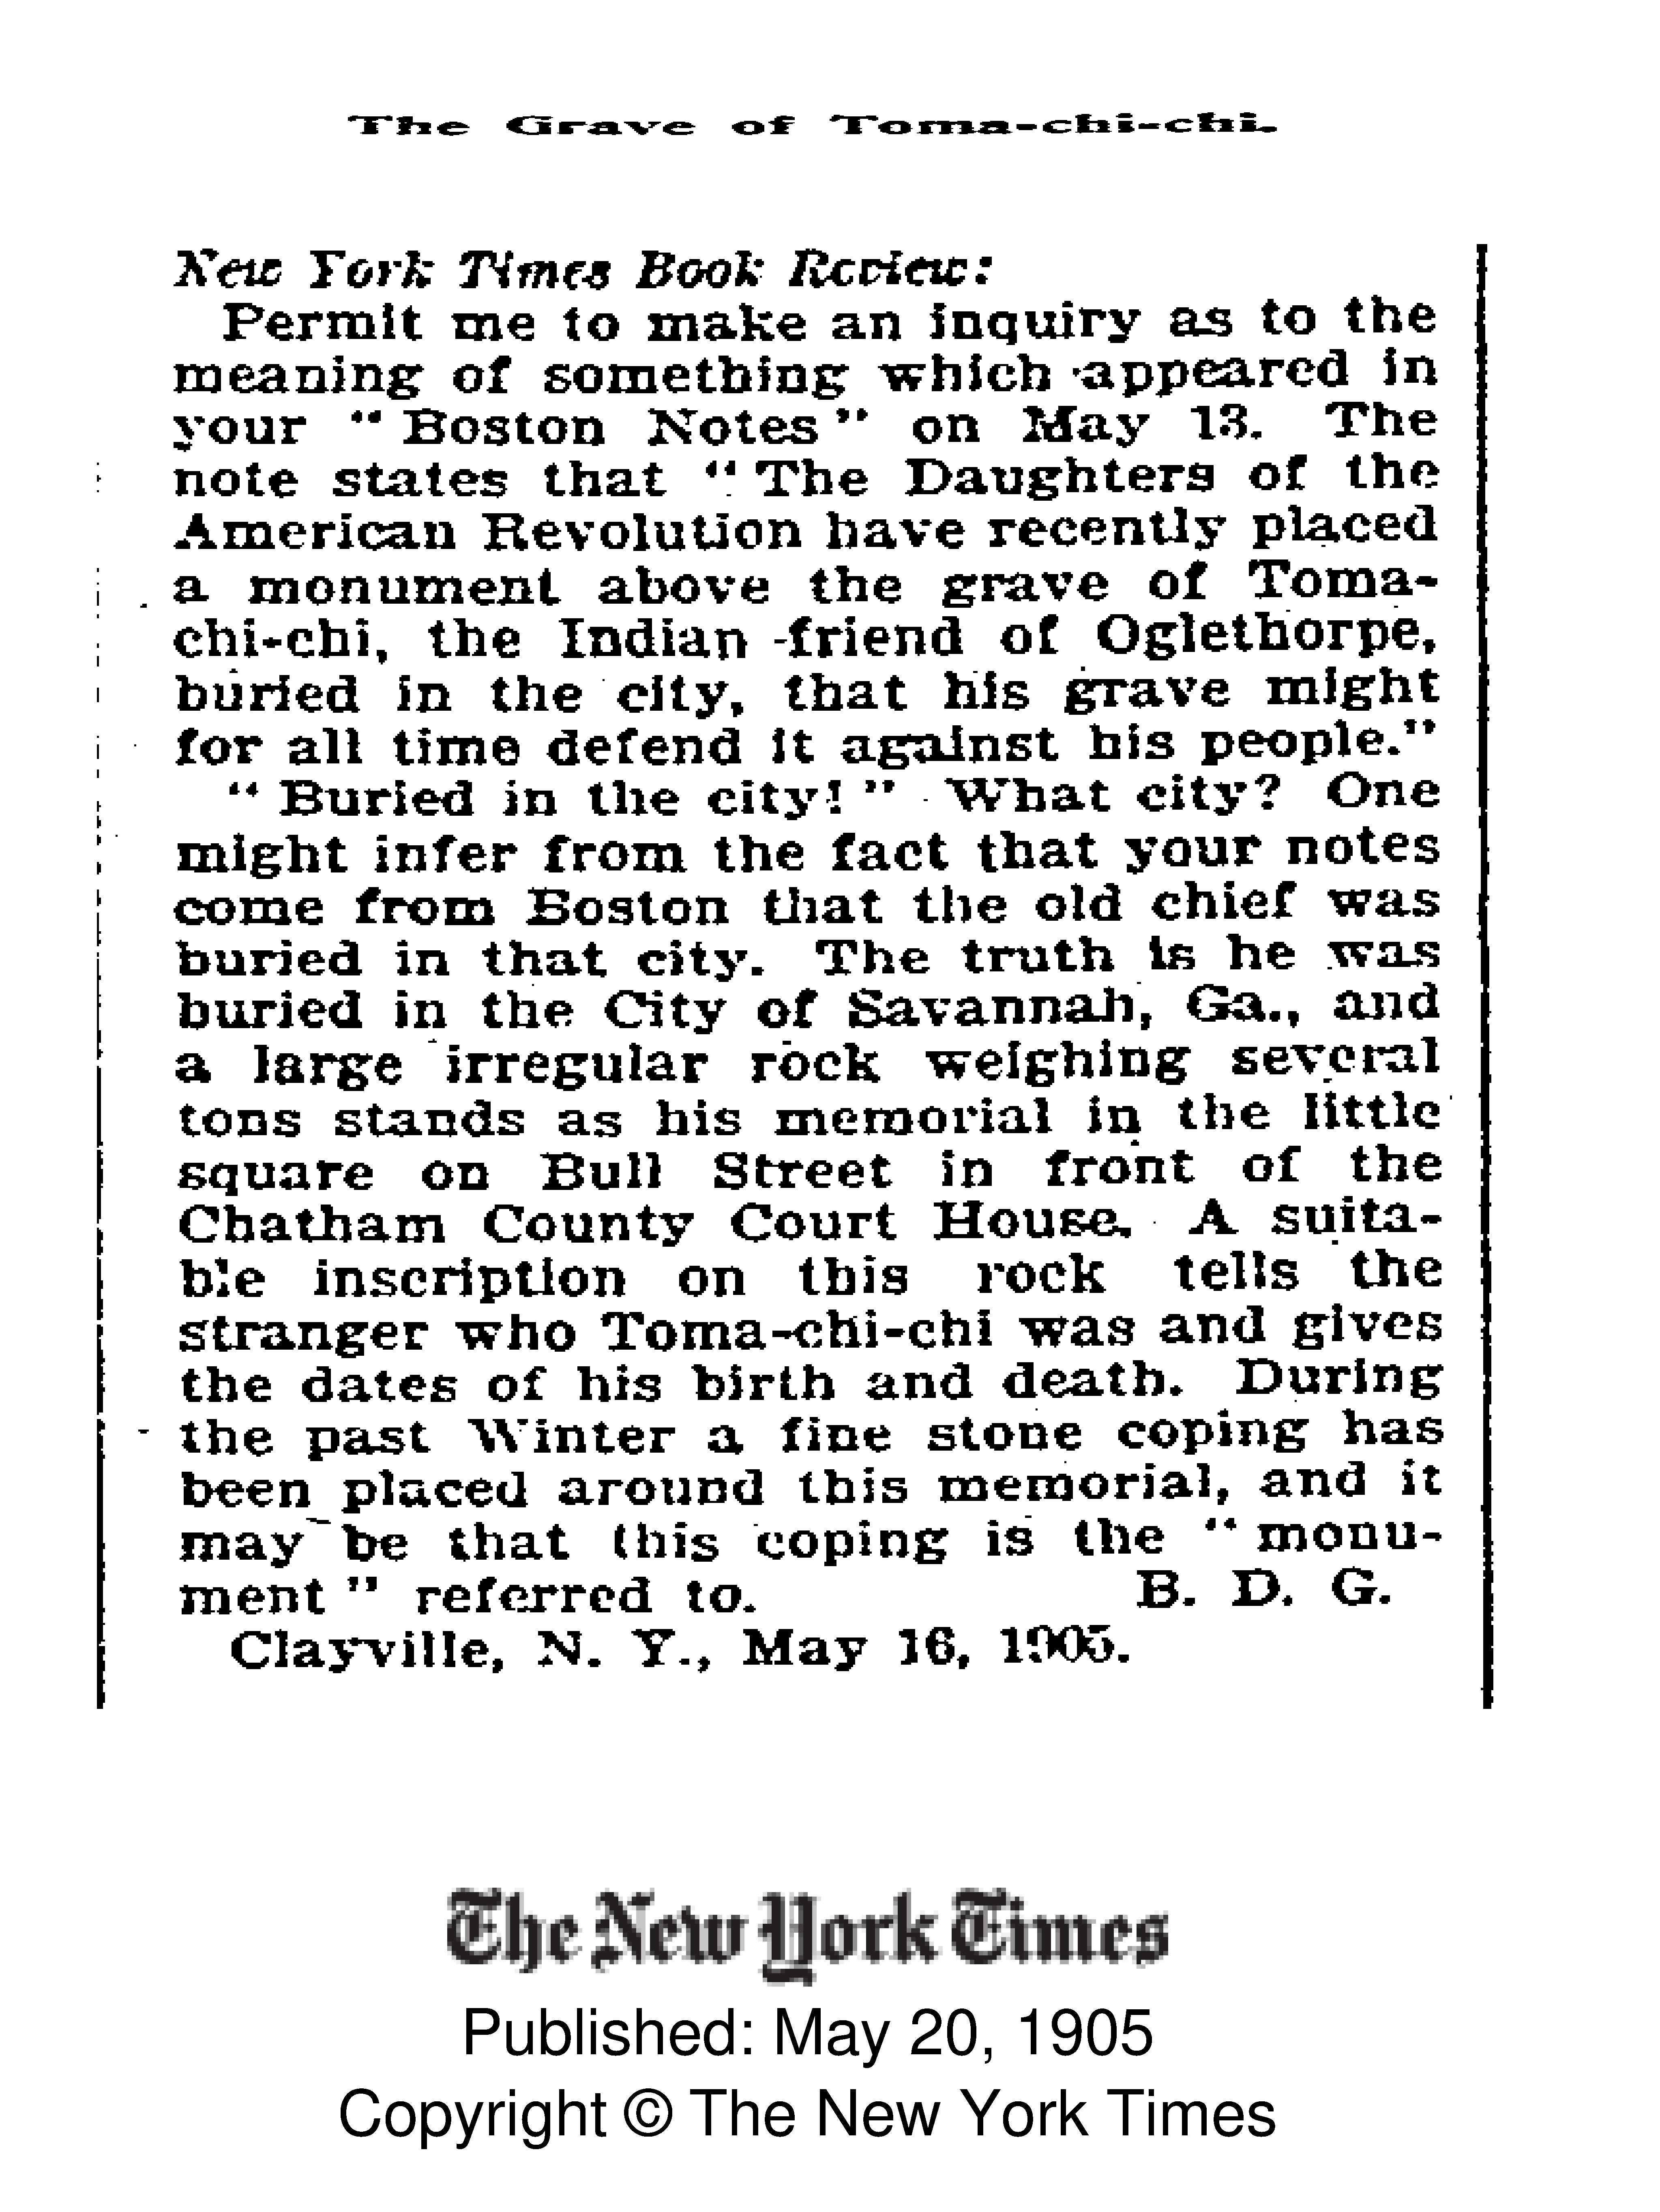 The Grave of Toma-chi-chi.
New York Times Book Review:
Permit me to make an inquiry as to the
meaning of something which appeared in
your "Boston Notes" on May 13. The
note states that "The Daughters of the
American Revolution have recently placed
a monument above the grave of Toma-
chi-chi, the Indian friend of Oglethorpe,
buried in the city, that his grave might
for all time defend it against his people."
"Buried in the city!" What city? One
might infer from the fact that your notes
come from Boston that the old chief was
buried in that city. The truth is he was
buried in the City of Savannah, Ga., and
a large irregular rock weighing several
tons stands as his memorial in the little
square on Bull Street in front of the
Chatham County Court House. A suita-
ble inscription on this rock tells the
stranger who Toma-chi-chi was and gives
the dates of his birth and death. During
the past Winter a fine stone coping has
been placed around this memorial, and it
may be that this coping is the "monu-
ment" referred to. B. D. G.
Clayville, N. Y., May 16, 1905.
The New York Times
Published: May 20, 1905
Copyright © The New York Times